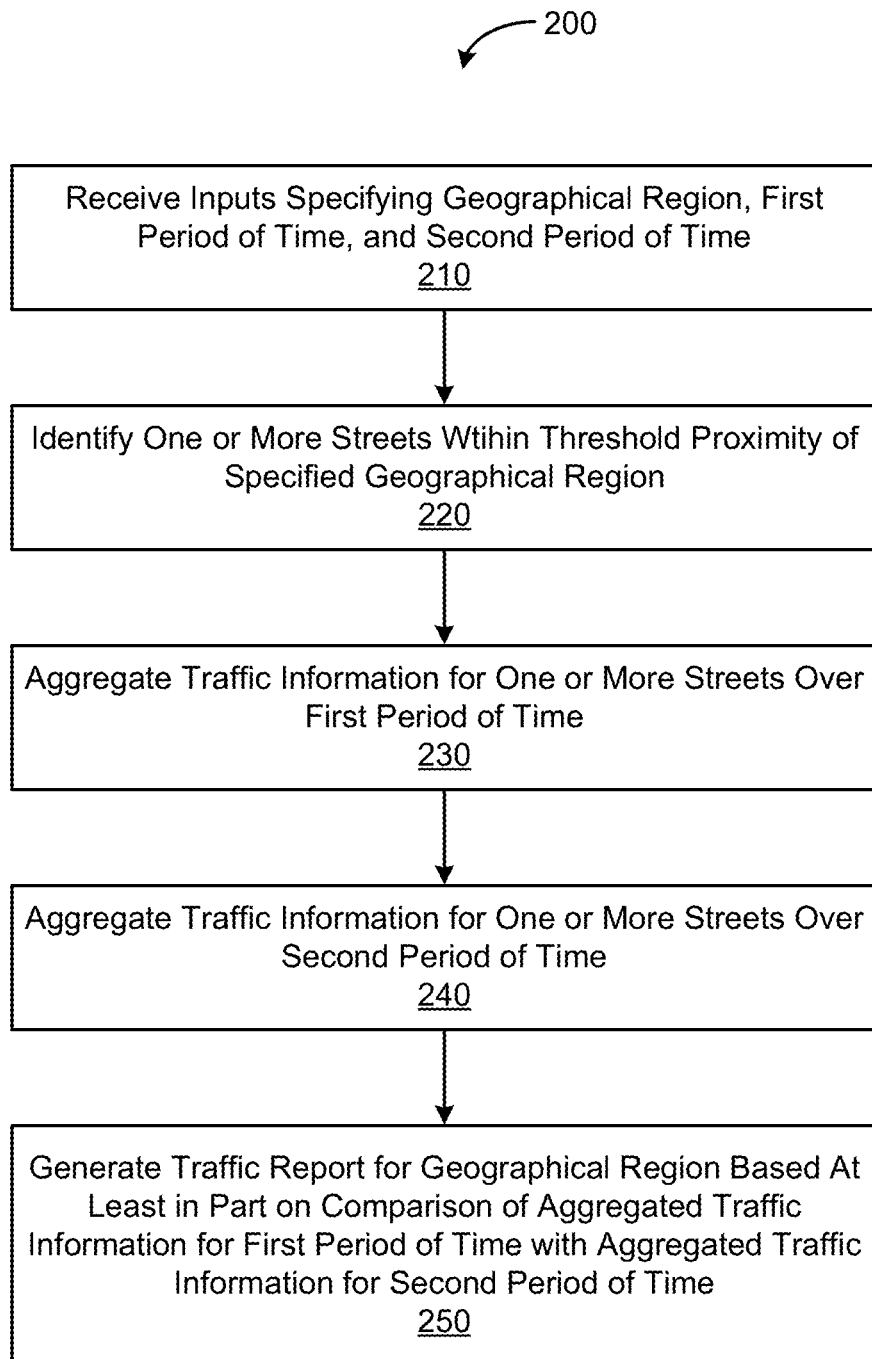 200
Receive Inputs Specifying Geographical Region, First
Period of Time, and Second Period of Time
210
Identify One or More Streets Wtihin Threshold Proximity of
Specified Geographical Region
220
Aggregate Traffic Information for One or More Streets Over
First Period of Time
230
Aggregate Traffic Information for One or More Streets Over
Second Period of Time
240
Generate Traffic Report for Geographical Region Based At
Least in Part on Comparison of Aggregated Traffic
Information for First Period of Time with Aggregated Traffic
Information for Second Period of Time
250